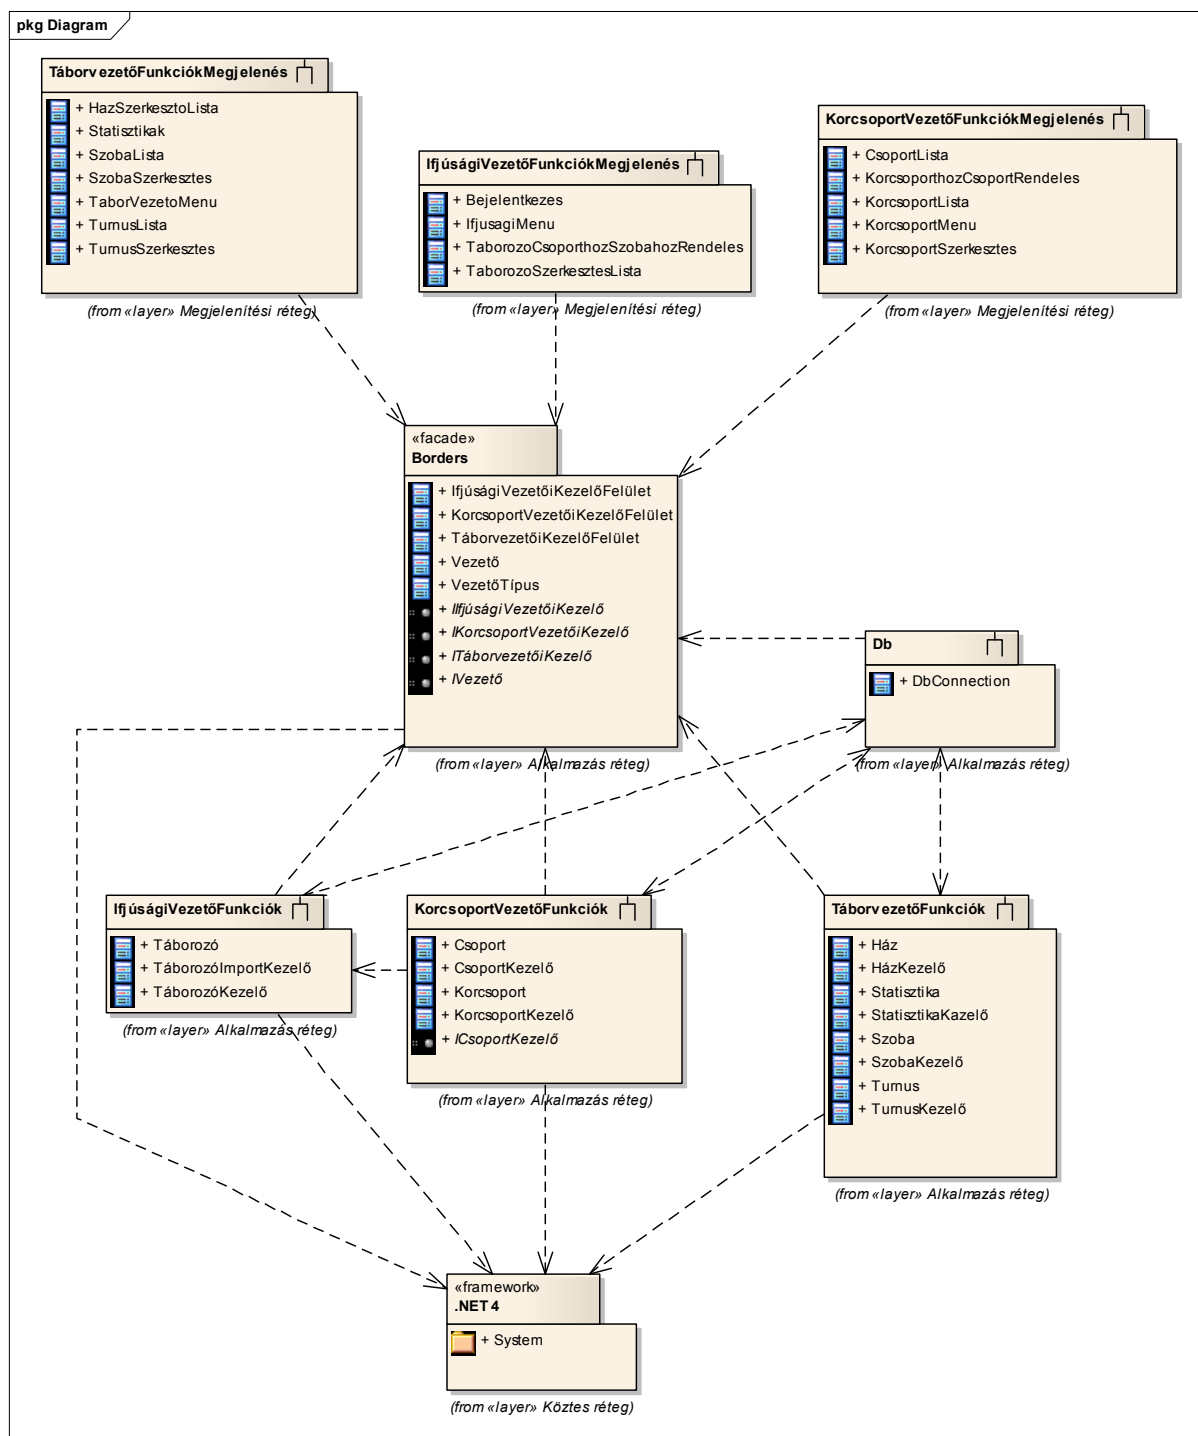 pkg Diagram
TáborvezetőFunkciókMegjelenés
+ HazSzerkesztoLista
+ Statisztikak
+ SzobaLista
+ SzobaSzerkesztes
+ TaborVezetoMenu
+ TurnusLista
+ TurnusSzerkesztes
(from «layer» Megjelenítési réteg)
IfjúságiVezetőFunkciókMegjelenés
+ Bejelentkezes
+ IfjusagiMenu
+ TaborozoCsoporthozSzobahozRendeles
+ TaborozoSzerkesztesLista
(from «layer» Megjelenítési réteg)
KorcsoportVezetőFunkciókMegjelenés
+ CsoportLista
+ KorcsoporthozCsoportRendeles
+ KorcsoportLista
+ KorcsoportMenu
+ KorcsoportSzerkesztes
(from «layer» Megjelenítési réteg)
«facade»
Borders
+ IfjúságiVezetőiKezelőFelület
+ KorcsoportVezetőiKezelőFelület
+ TáborvezetőiKezelőFelület
+ Vezető
+ VezetőTípus
+ IIfjúságiVezetőiKezelő
+ IKorcsoportVezetőiKezelő
+ ITáborvezetőiKezelő
+ IVezető
(from «layer» Alkalmazás réteg)
Db
+ DbConnection
(from «layer» Alkalmazás réteg)
IfjúságiVezetőFunkciók
+ Táborozó
+ TáborozóImportKezelő
+ TáborozóKezelő
(from «layer» Alkalmazás réteg)
KorcsoportVezetőFunkciók
+ Csoport
+ CsoportKezelő
+ Korcsoport
+ KorcsoportKezelő
+ ICsoportKezelő
(from «layer» Alkalmazás réteg)
TáborvezetőFunkciók
+ Ház
+ HázKezelő
+ Statisztika
+ StatisztikaKazelő
+ Szoba
+ SzobaKezelő
+ Turnus
+ TurnusKezelő
(from «layer» Alkalmazás réteg)
«framework»
.NET 4
+ System
(from «layer» Köztes réteg)